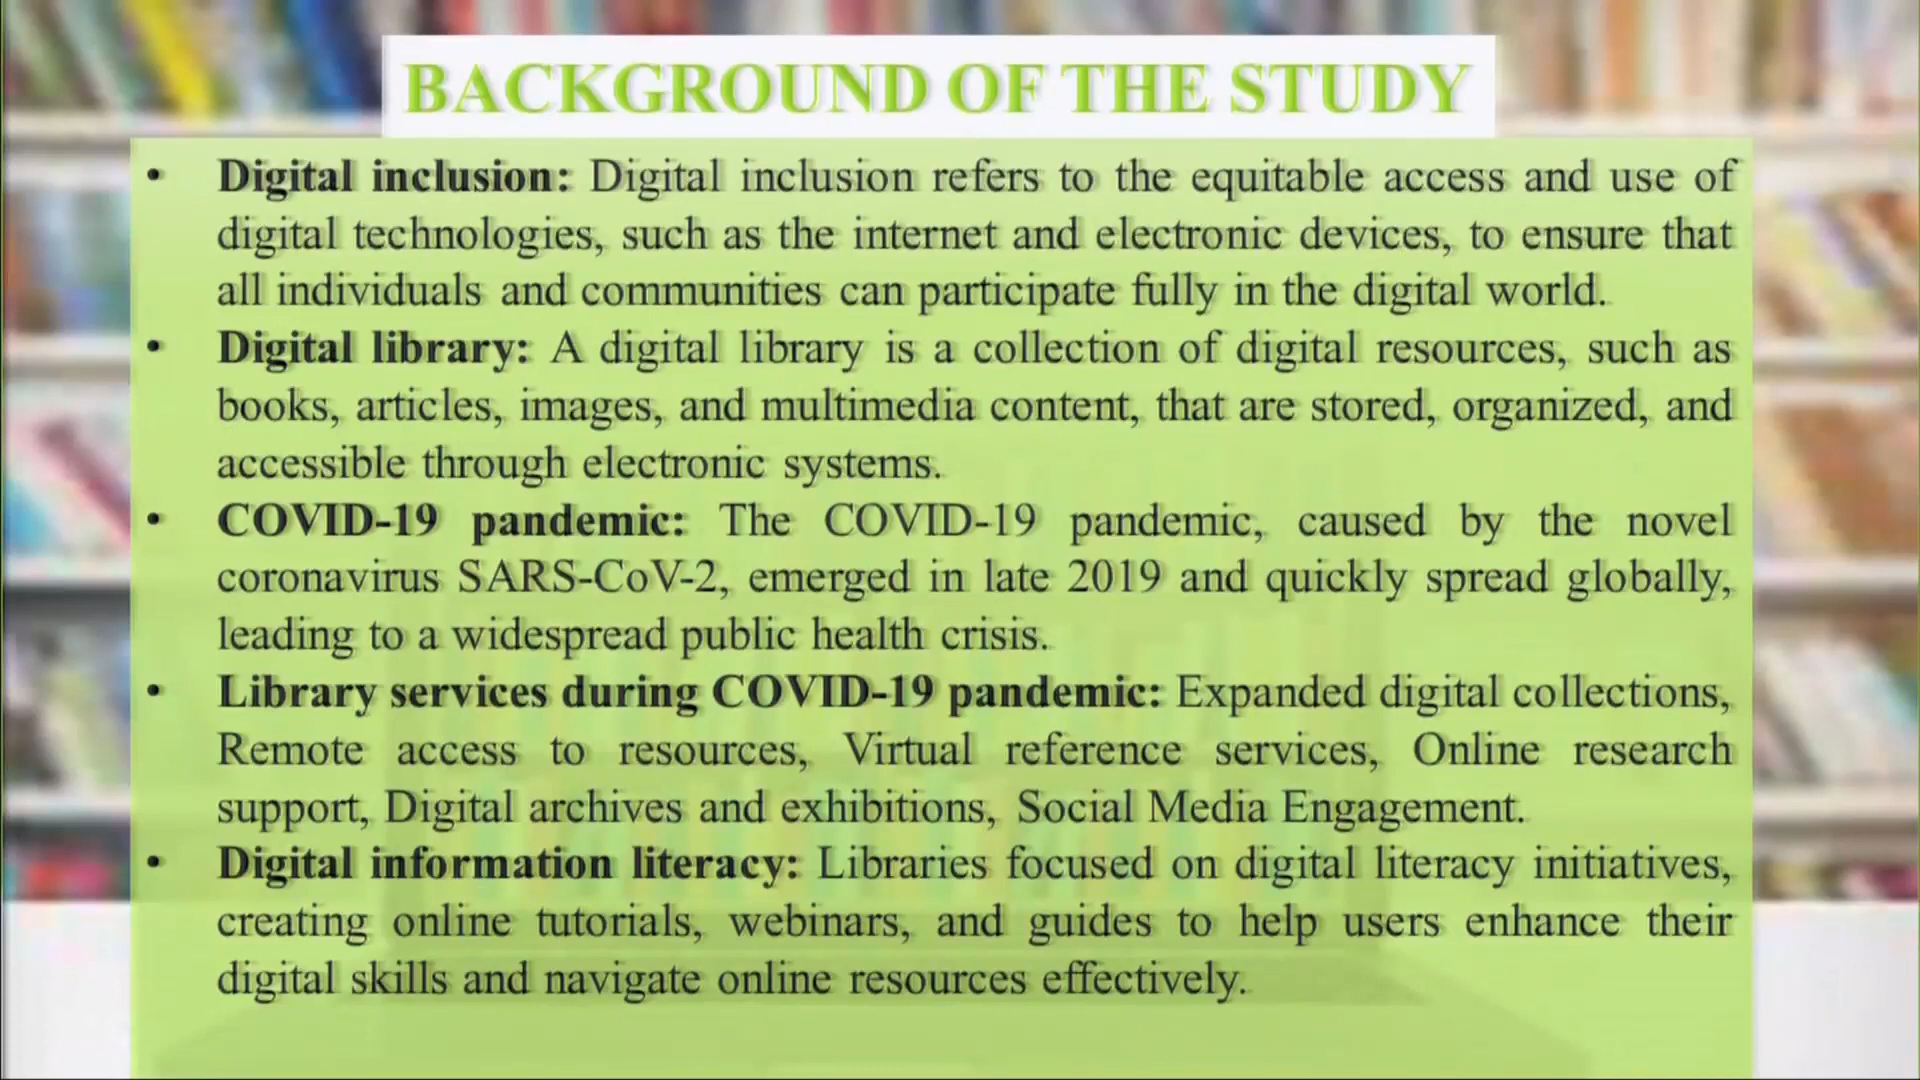 BACKGROUND OF THE STUDY
• Digital inclusion: Digital inclusion refers to the equitable access and use of
digital technologies, such as the internet and electronic devices, to ensure that
all individuals and communities can participate fully in the digital world.
• Digital library: A digital library is a collection of digital resources, such as
books, articles, images, and multimedia content, that are stored, organized, and
accessible through electronic systems.
• COVID-19 pandemic: The COVID-19 pandemic, caused by the novel
coronavirus SARS-CoV-2, emerged in late 2019 and quickly spread globally,
leading to a widespread public health crisis.
• Library services during COVID-19 pandemic: Expanded digital collections,
Remote access to resources, Virtual reference services, Online research
support, Digital archives and exhibitions, Social Media Engagement.
• Digital information literacy: Libraries focused on digital literacy initiatives,
creating online tutorials, webinars, and guides to help users enhance their
digital skills and navigate online resources effectively.